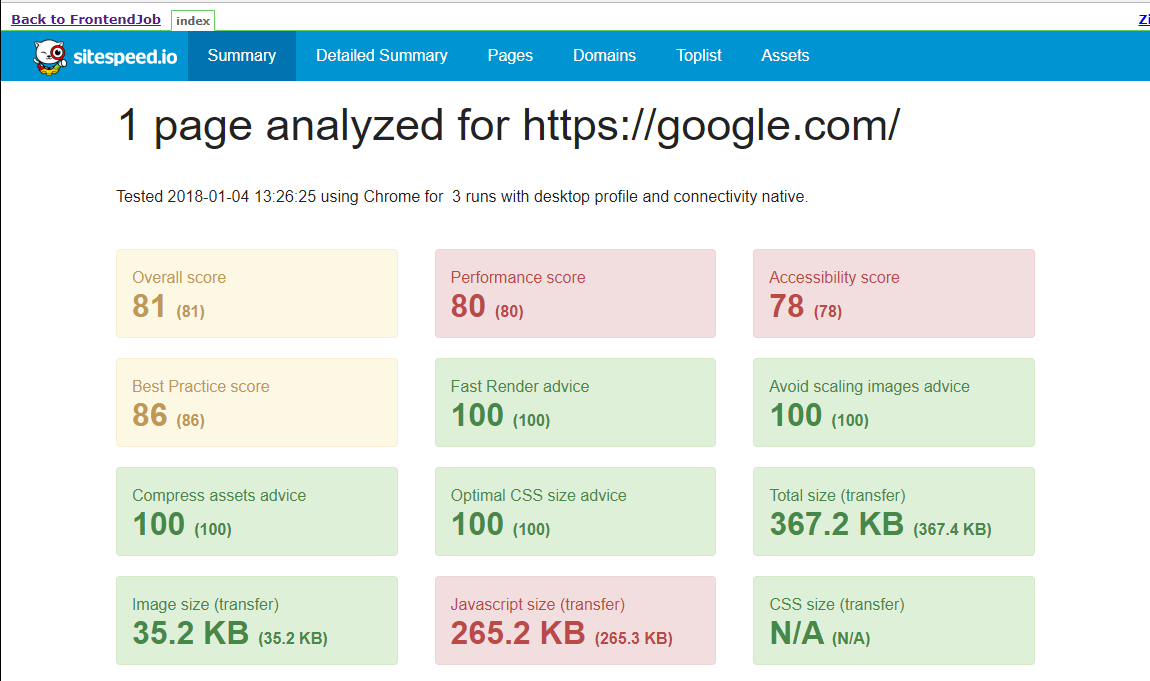 Back to FrontendJob index Zi
sitespeed.io Summary Detailed Summary Pages Domains Toplist Assets
1 page analyzed for https://google.com/
Tested 2018-01-04 13:26:25 using Chrome for 3 runs with desktop profile and connectivity native.
Overall score
81 (81)
Performance score
80 (80)
Accessibility score
78 (78)
Best Practice score
86 (86)
Fast Render advice
100 (100)
Avoid scaling images advice
100 (100)
Compress assets advice
100 (100)
Optimal CSS size advice
100 (100)
Total size (transfer)
367.2 KB (367.4 KB)
Image size (transfer)
35.2 KB (35.2 KB)
Javascript size (transfer)
265.2 KB (265.3 KB)
CSS size (transfer)
N/A (N/A)